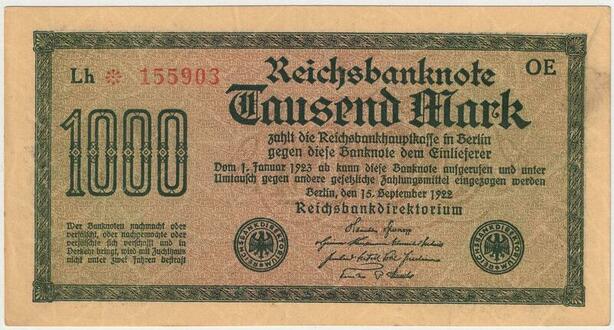 Lh * 155903
Reichsbanknote
OE
Tausend Mark
1000
zahlt die Reichsbankhauptkasse in Berlin
gegen diese Banknote dem Einlieferer
Vom 1. Januar 1923 ab kann diese Banknote aufgerufen und unter
Umtausch gegen andere gesetzliche Zahlungsmittel eingezogen werden
Berlin, den 15. September 1922
Reichsbankdirektorium
Wer Banknoten nachmacht oder
verfälscht, oder nachgemachte oder
verfälschte sich verschafft und in
Verkehr bringt, wird mit Zuchthaus
nicht unter zwei Jahren bestraft
REICHSBANKDIREKTORIUM
REICHSBANKDIREKTORIUM